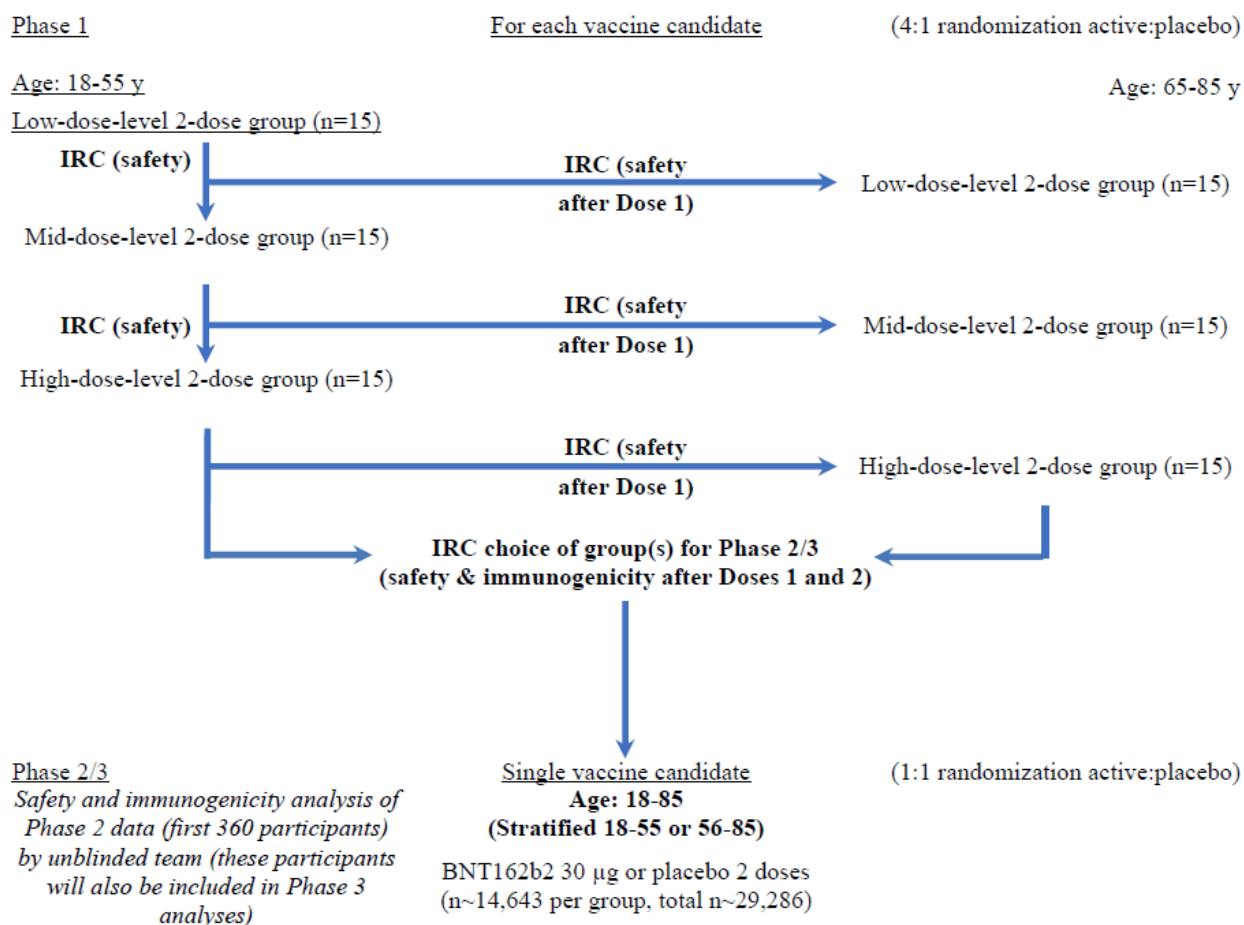 Phase 1
For each vaccine candidate
(4:1 randomization active:placebo)
Age: 18-55 y
Age: 65-85 y
Low-dose-level 2-dose group (n=15)
IRC (safety)
IRC (safety
after Dose 1)
Low-dose-level 2-dose group (n=15)
Mid-dose-level 2-dose group (n=15)
IRC (safety)
IRC (safety
after Dose 1)
Mid-dose-level 2-dose group (n=15)
High-dose-level 2-dose group (n=15)
IRC (safety
after Dose 1)
High-dose-level 2-dose group (n=15)
IRC choice of group(s) for Phase 2/3
(safety & immunogenicity after Doses 1 and 2)
Phase 2/3
Single vaccine candidate
(1:1 randomization active:placebo)
Safety and immunogenicity analysis of
Phase 2 data (first 360 participants)
by unblinded team (these participants
will also be included in Phase 3
analyses)
Age: 18-85
(Stratified 18-55 or 56-85)
BNT162b2 30 µg or placebo 2 doses
(n~14,643 per group, total n~29,286)